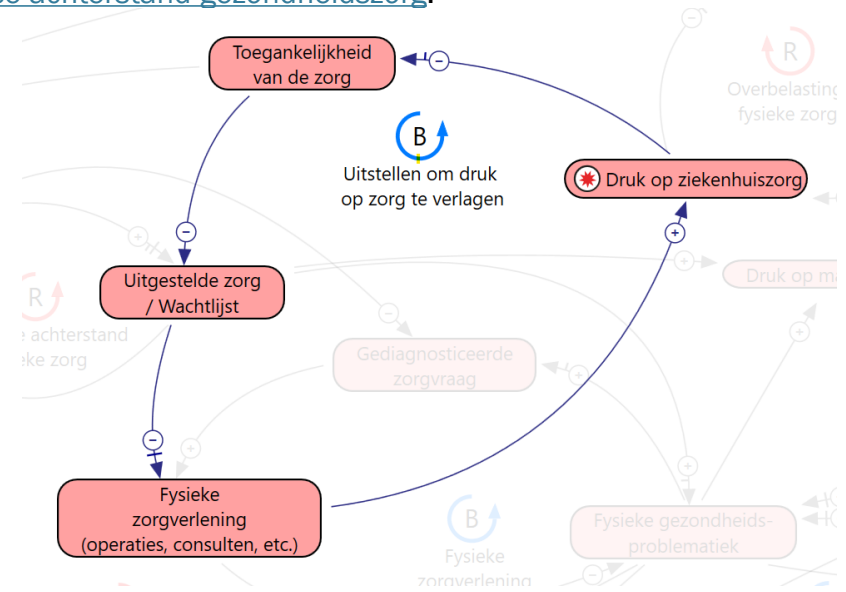 achterstand gezondheidszorg.
Toegankelijkheid
van de zorg
−
R
Overbelasting
fysieke zorg
B
Uitstellen om druk
op zorg te verlagen
Druk op ziekenhuiszorg
−
+
+
+
Uitgestelde zorg
/ Wachtlijst
Druk op
R
achterstand
zorg
−
+
Gediagnosticeerde
zorgvraag
+
−
+
+
Fysieke
zorgverlening
(operaties, consulten, etc.)
B
Fysieke
zorgverlening
Fysieke gezondheids-
problematiek
−